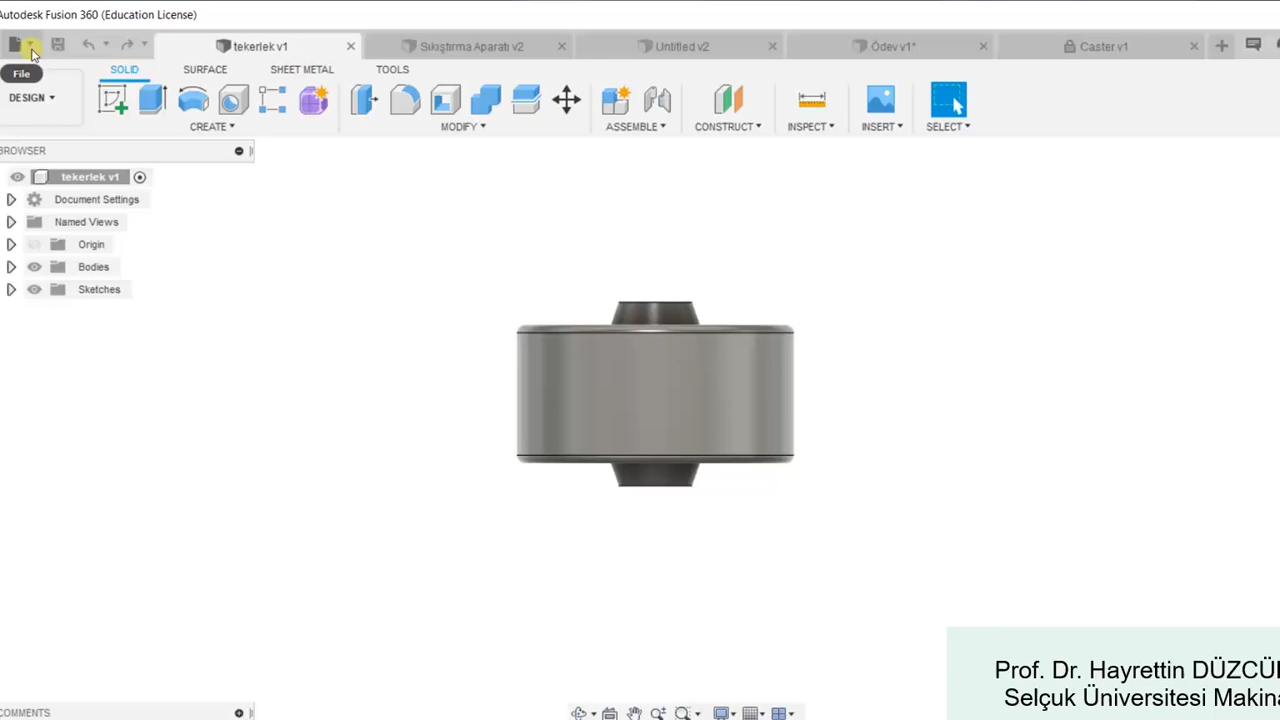 Autodesk Fusion 360 (Education License)
tekerlek v1
Sıkıştırma Aparatı v2
Untitled v2
Ödev v1*
Caster v1
File
SOLID
SURFACE
SHEET METAL
TOOLS
DESIGN
CREATE
MODIFY
ASSEMBLE
CONSTRUCT
INSPECT
INSERT
SELECT
BROWSER
tekerlek v1
Document Settings
Named Views
Origin
Bodies
Sketches
Prof. Dr. Hayrettin
Selçuk Üniversitesi
COMMENTS